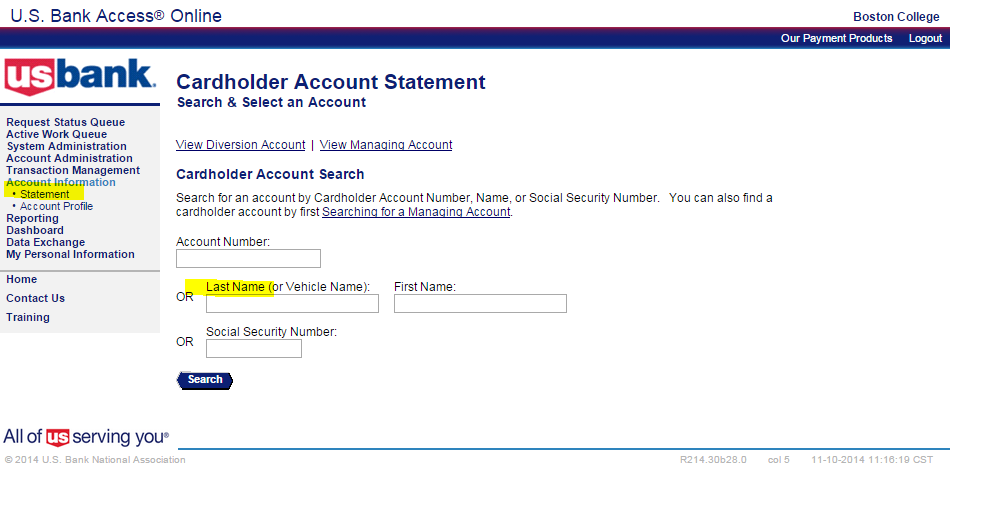 U.S. Bank Access® Online
Boston College
Our Payment Products Logout
usbank.
Request Status Queue
Active Work Queue
System Administration
Account Administration
Transaction Management
Account Information
• Statement
• Account Profile
Reporting
Dashboard
Data Exchange
My Personal Information
Home
Contact Us
Training
Cardholder Account Statement
Search & Select an Account
View Diversion Account | View Managing Account
Cardholder Account Search
Search for an account by Cardholder Account Number, Name, or Social Security Number. You can also find a
cardholder account by first Searching for a Managing Account.
Account Number:
OR
Last Name (or Vehicle Name): First Name:
OR
Social Security Number:
Search
All of us serving you®
© 2014 U.S. Bank National Association
R214.30b28.0 col 5 11-10-2014 11:16:19 CST